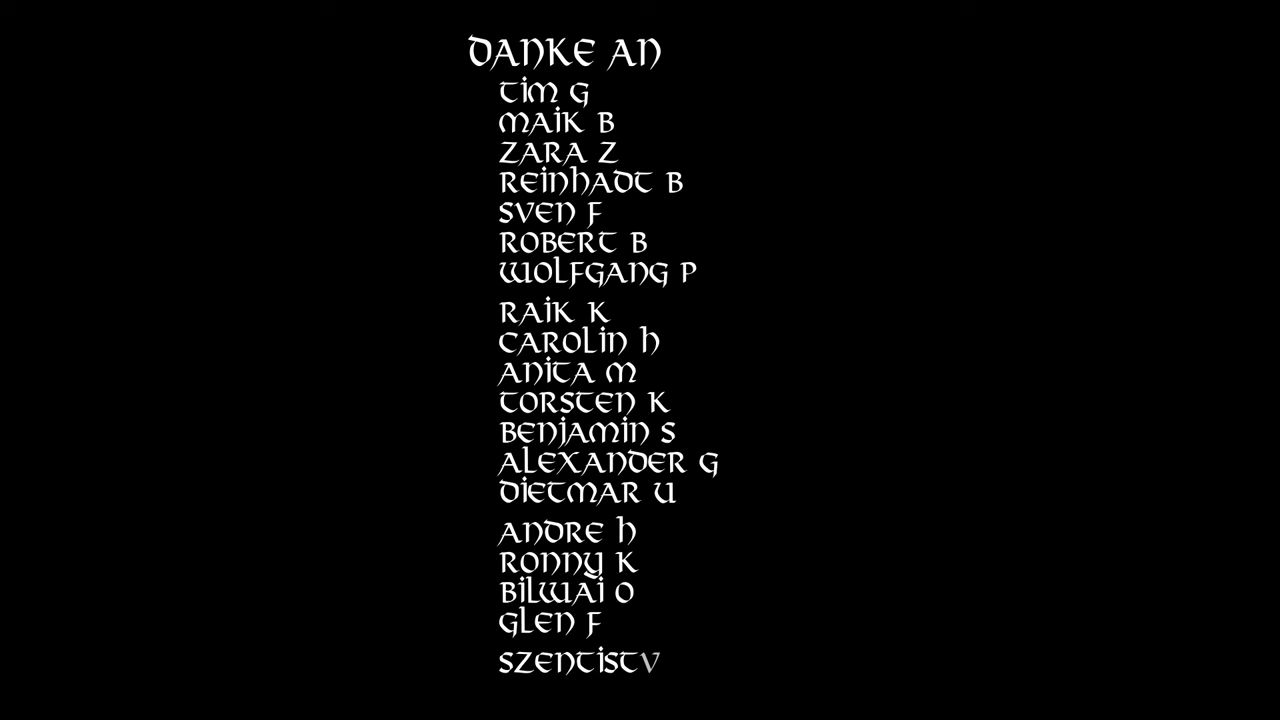 DANKE AN
TiM G
MAiK B
ZARA Z
REiNHADT B
SVEN F
ROBERT B
WOLFGANG P
RAiK K
CAROLiN H
ANiTA M
TORSTEN K
BENJAMiN S
ALEXANDER G
DiETMAR U
ANDRE H
RONNY K
BiLWAi O
GLEN F
SZENTiSTV